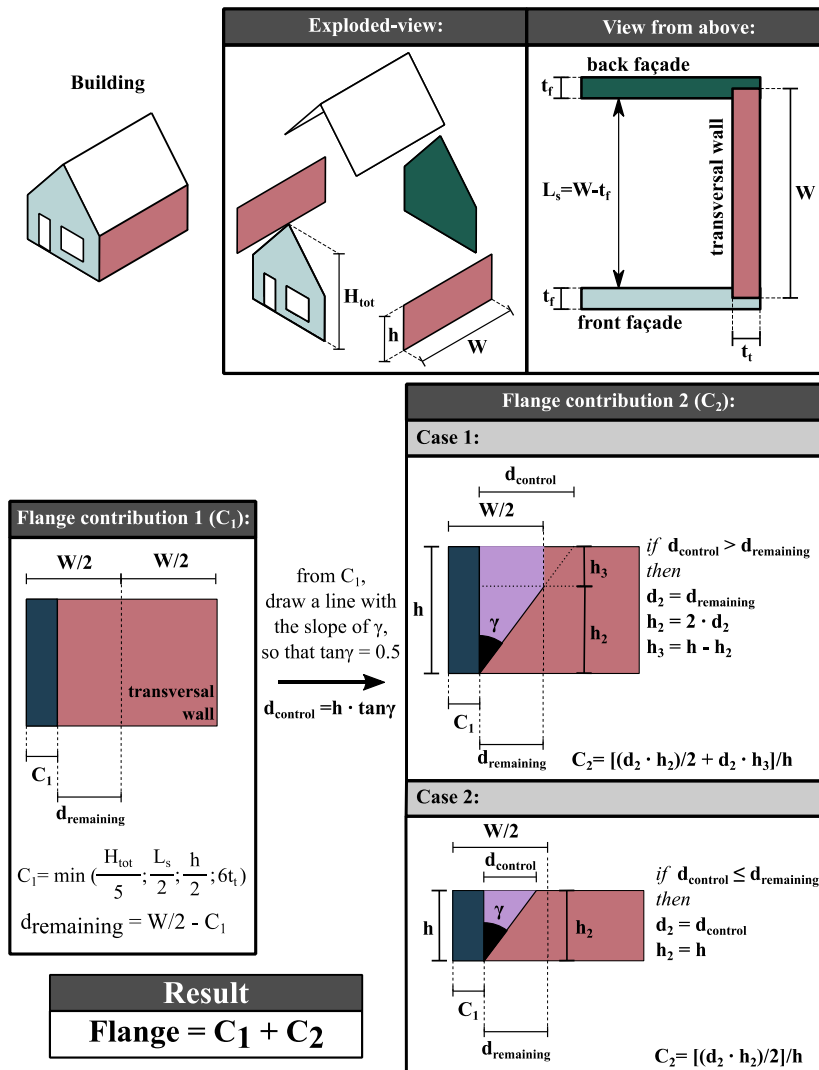 Building
Exploded-view:
H_tot
h
W
View from above:
back façade
t_f
L_s=W-t_f
transversal wall
W
t_f
front façade
t_t
Flange contribution 1 (C_1):
W/2 W/2
transversal
wall
C_1
d_remaining
C_1= min (H_tot/5 ; L_s/2 ; h/2 ; 6t_t)
d_remaining = W/2 - C_1
from C_1,
draw a line with
the slope of γ,
so that tanγ = 0.5
d_control =h · tanγ
Flange contribution 2 (C_2):
Case 1:
d_control
W/2
h
γ
h_3
h_2
C_1
d_remaining
if d_control > d_remaining
then
d_2 = d_remaining
h_2 = 2 · d_2
h_3 = h - h_2
C_2= [(d_2 · h_2)/2 + d_2 · h_3]/h
Case 2:
W/2
d_control
h
γ
h_2
C_1
d_remaining
if d_control ≤ d_remaining
then
d_2 = d_control
h_2 = h
C_2= [(d_2 · h_2)/2]/h
Result
Flange = C_1 + C_2